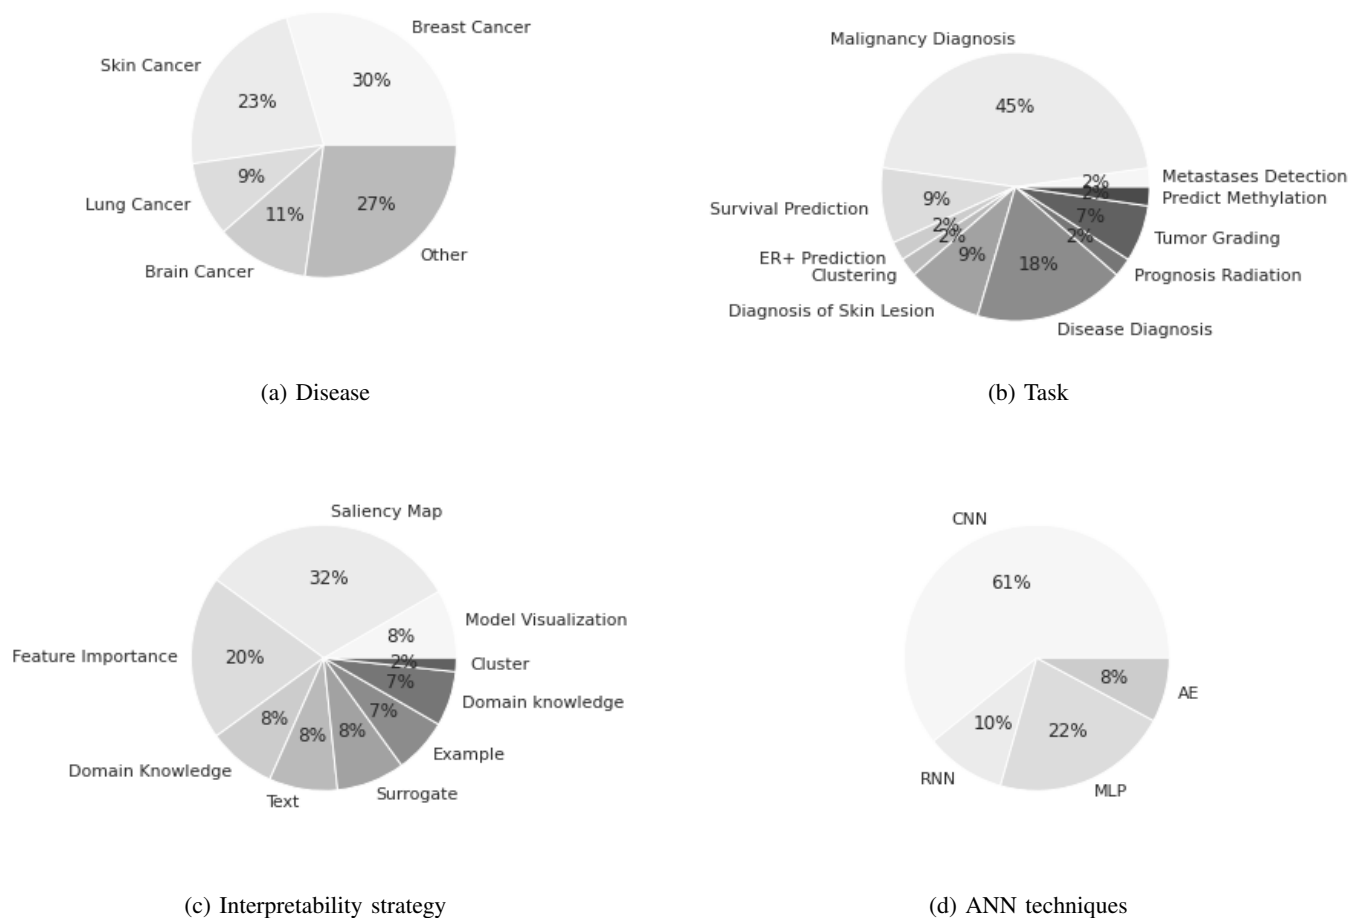 Breast Cancer
30%
Skin Cancer
23%
Lung Cancer
9%
Brain Cancer
11%
Other
27%
(a) Disease
Malignancy Diagnosis
45%
Metastases Detection
2%
Predict Methylation
2%
Tumor Grading
7%
Prognosis Radiation
2%
Disease Diagnosis
18%
Diagnosis of Skin Lesion
9%
Clustering
2%
ER+ Prediction
2%
Survival Prediction
9%
(b) Task
Saliency Map
32%
Model Visualization
8%
Cluster
2%
Domain knowledge
7%
Example
7%
Surrogate
8%
Text
8%
Domain Knowledge
8%
Feature Importance
20%
(c) Interpretability strategy
CNN
61%
RNN
10%
MLP
22%
AE
8%
(d) ANN techniques